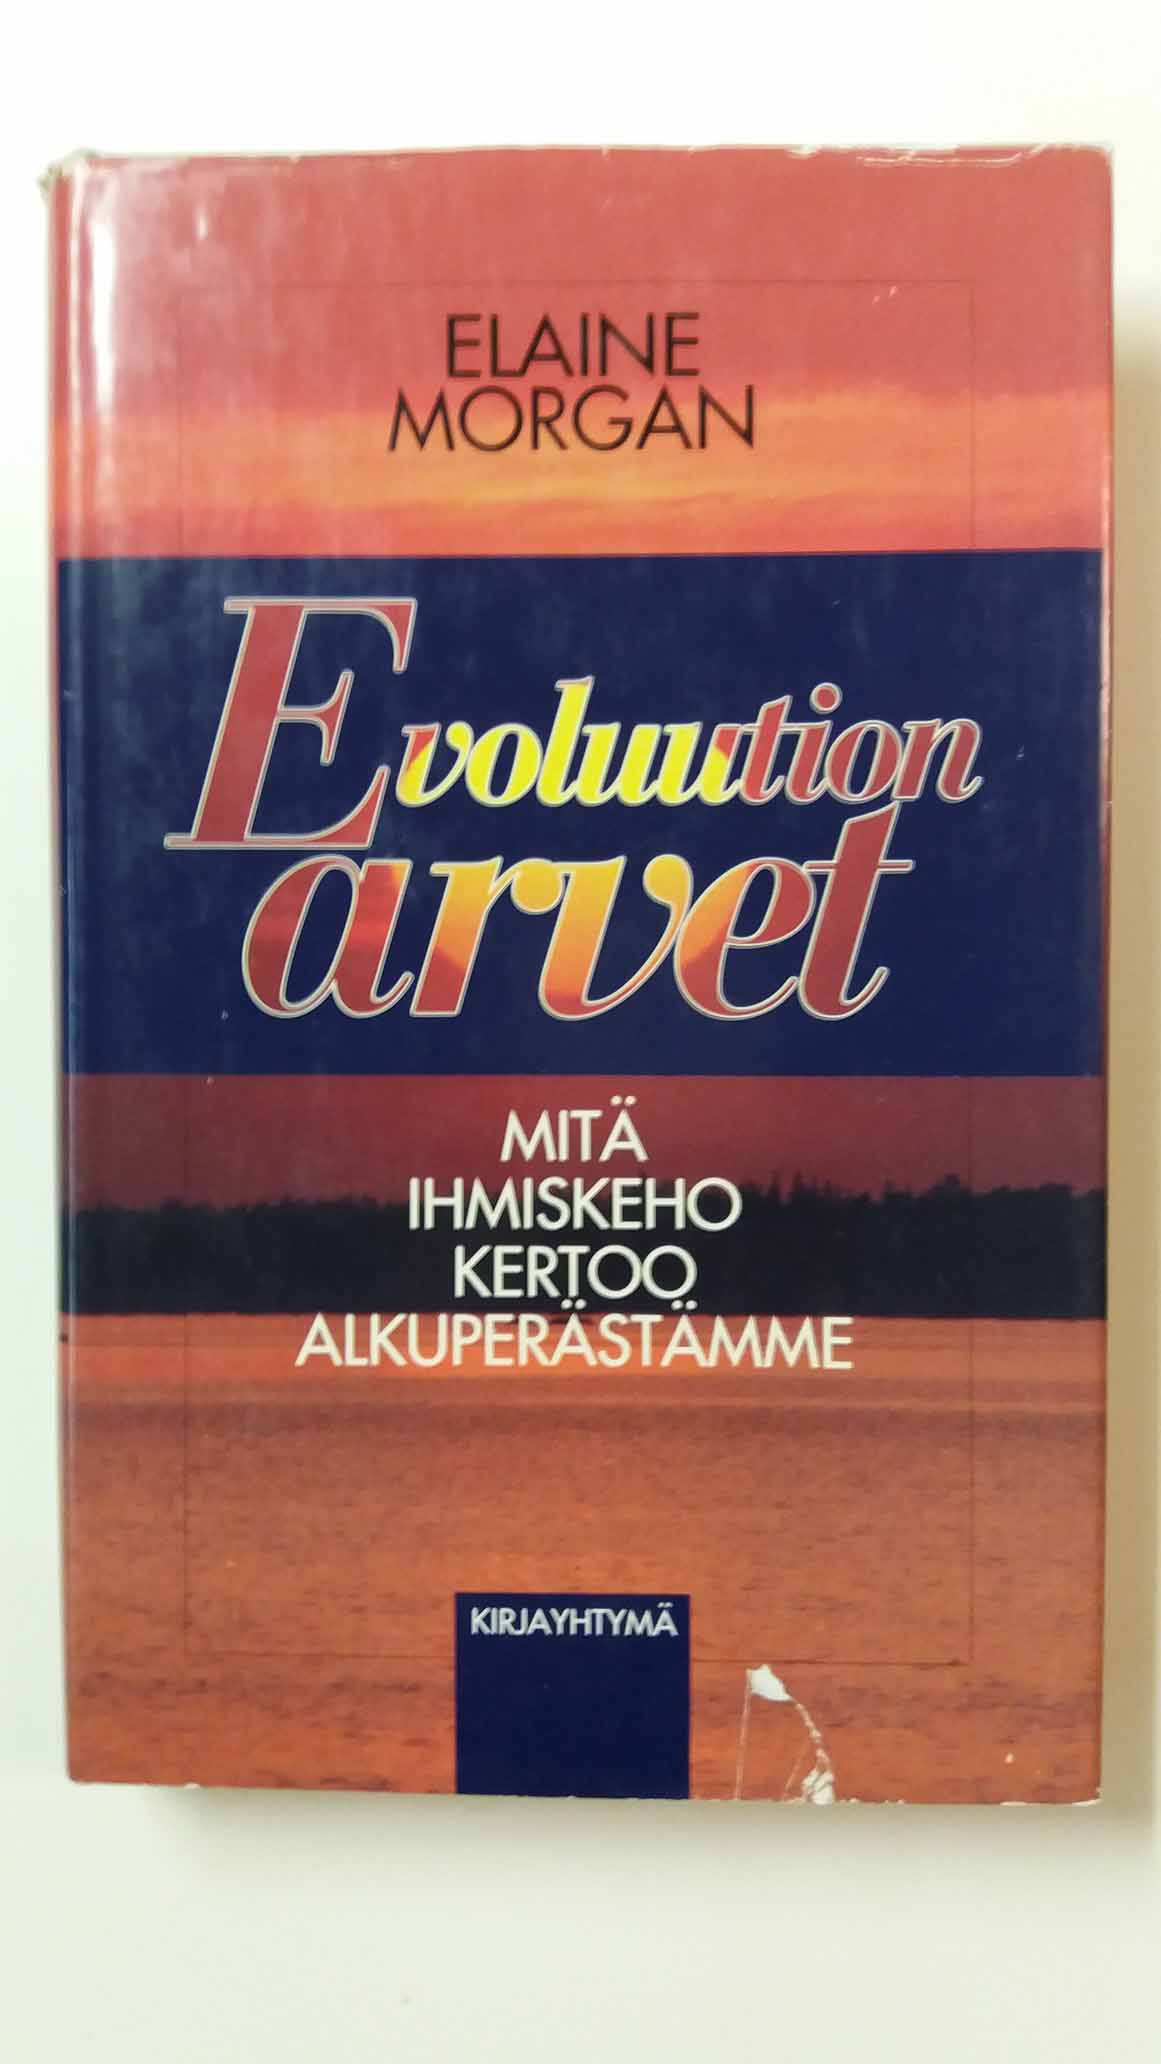 ELAINE
MORGAN
Evoluution
arvet
MITÄ
IHMISKEHO
KERTOO
ALKUPERÄSTÄMME
KIRJAYHTYMÄ